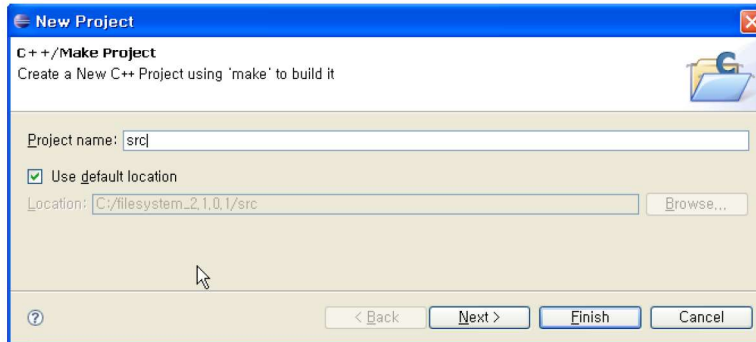 New Project
C++/Make Project
Create a New C++ Project using 'make' to build it
C
Project name: src
Use default location
Location: C:/filesystem_2,1,0,1/src
Browse...
?
< Back
Next >
Finish
Cancel